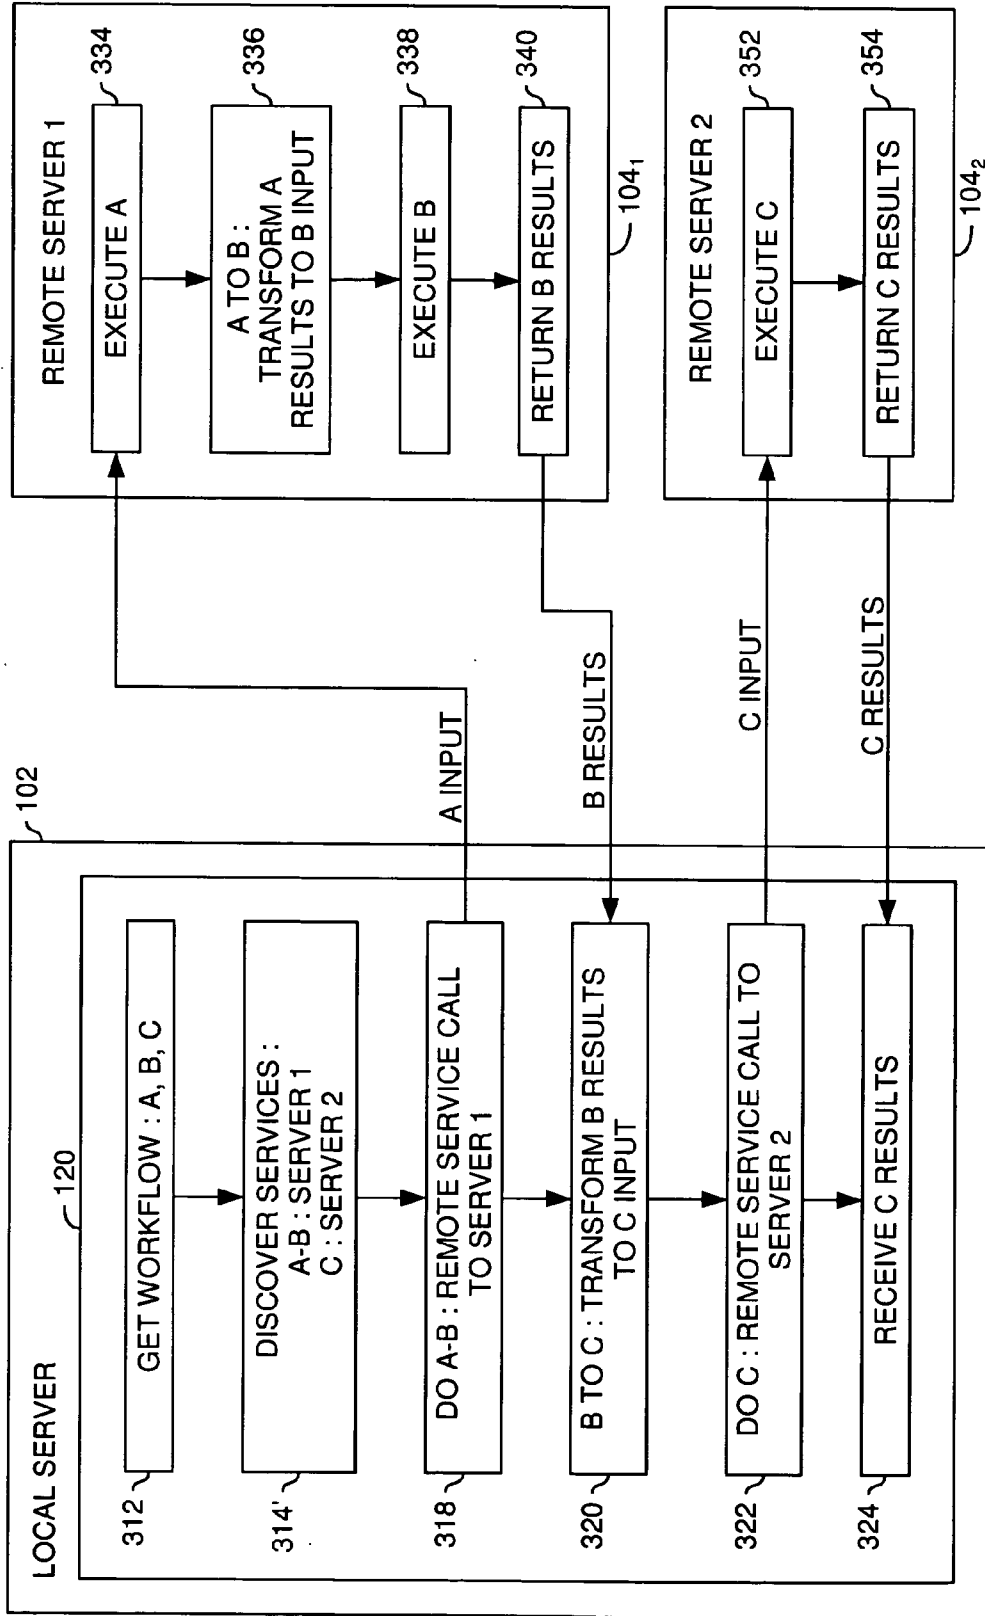 LOCAL SERVER
102
120
312
GET WORKFLOW : A, B, C
314'
DISCOVER SERVICES :
A-B : SERVER 1
C : SERVER 2
318
DO A-B : REMOTE SERVICE CALL
TO SERVER 1
320
B TO C : TRANSFORM B RESULTS
TO C INPUT
322
DO C : REMOTE SERVICE CALL TO
SERVER 2
324
RECEIVE C RESULTS
A INPUT
B RESULTS
C INPUT
C RESULTS
REMOTE SERVER 1
EXECUTE A
334
A TO B :
TRANSFORM A
RESULTS TO B INPUT
336
EXECUTE B
338
RETURN B RESULTS
340
104₁
REMOTE SERVER 2
EXECUTE C
352
RETURN C RESULTS
354
104₂